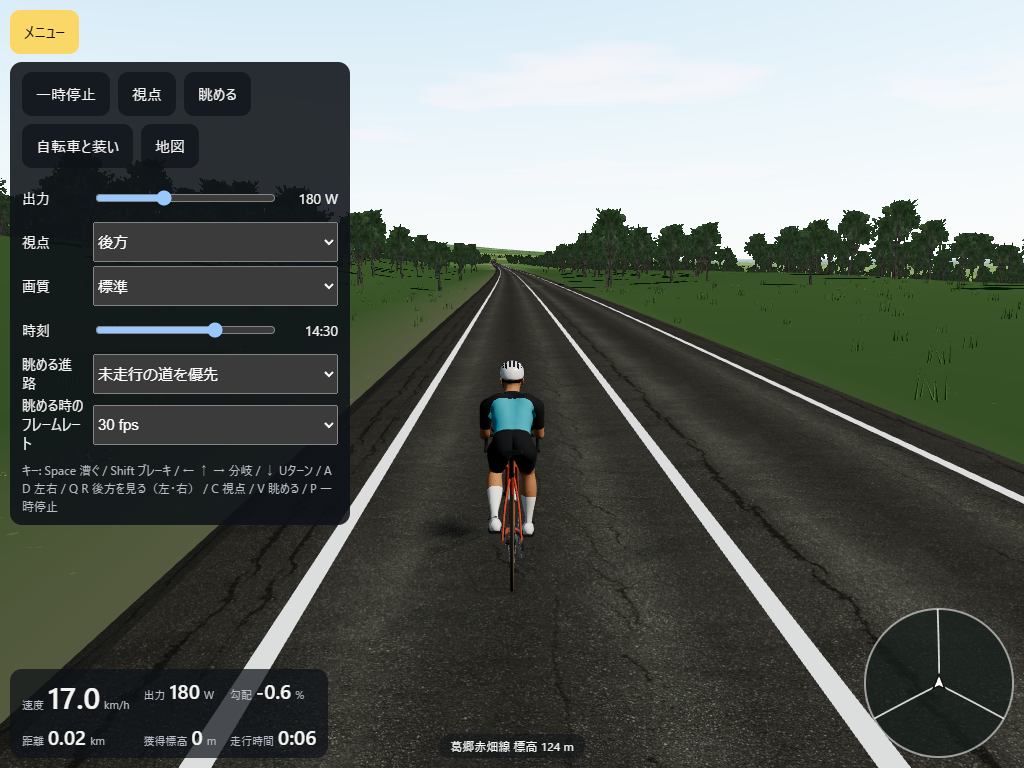 メニュー
一時停止 視点 眺める
自転車と装い 地図
出力 180 W
視点 後方
画質 標準
時刻 14:30
眺める進
路 未走行の道を優先
眺める時の
フレームレー
ト 30 fps
キー: Space 漕ぐ / Shift ブレーキ / ← ↑ → 分岐 / ↓ Uターン / A
D 左右 / Q R 後方を見る（左・右） / C 視点 / V 眺める / P 一
時停止
速度 17.0 km/h 出力 180 W 勾配 -0.6 %
距離 0.02 km 獲得標高 0 m 走行時間 0:06
葛郷赤畑線 標高 124 m